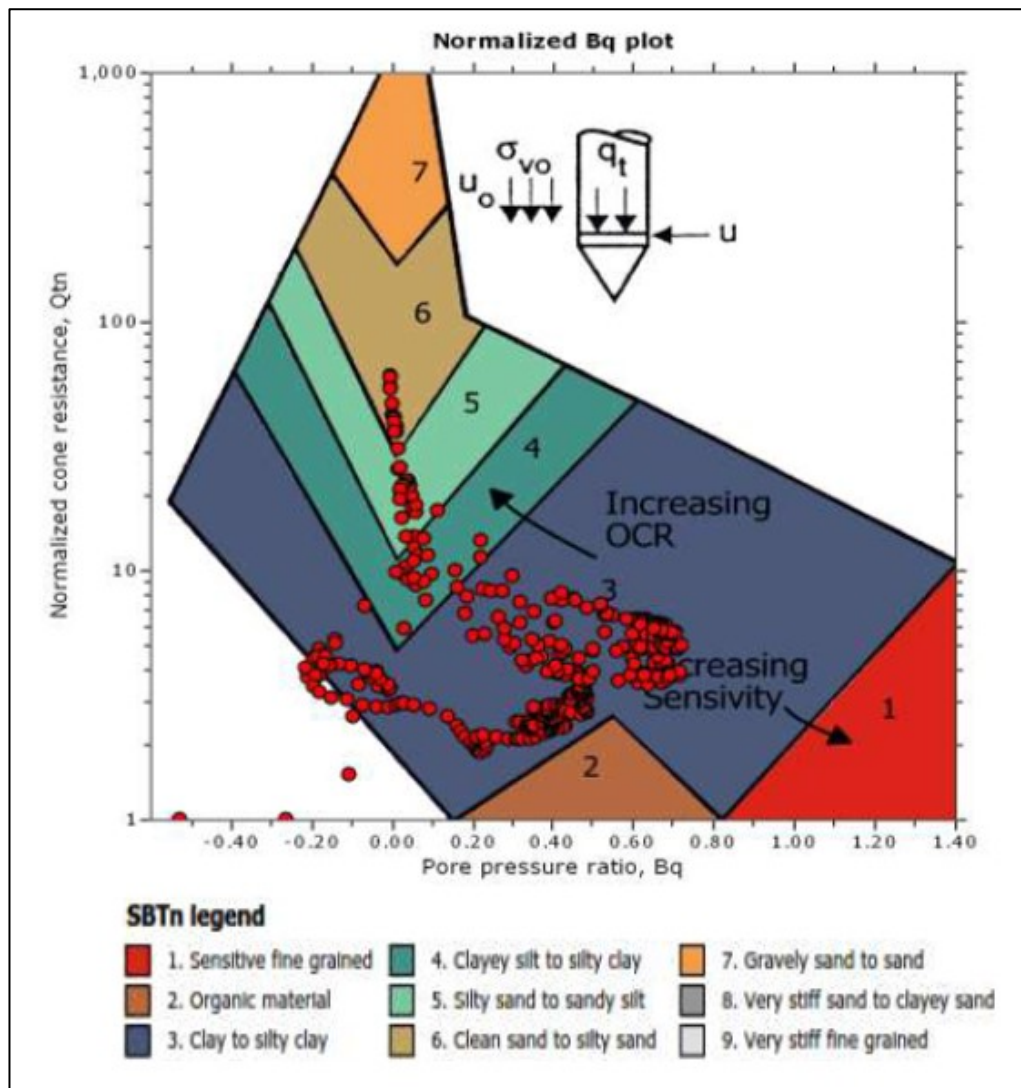 Normalized Bq plot
1,000
100
10
1
Normalized cone resistance, Qtn
σvo
uo
qt
u
7
6
5
4
Increasing
OCR
3
Increasing
Sensivity
1
2
-0.40 -0.20 0.00 0.20 0.40 0.60 0.80 1.00 1.20 1.40
Pore pressure ratio, Bq
SBTn legend
1. Sensitive fine grained
2. Organic material
3. Clay to silty clay
4. Clayey silt to silty clay
5. Silty sand to sandy silt
6. Clean sand to silty sand
7. Gravely sand to sand
8. Very stiff sand to clayey sand
9. Very stiff fine grained